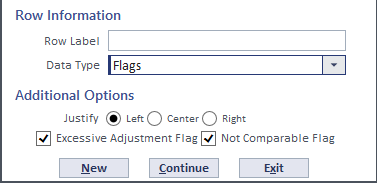 Row Information
Row Label
Data Type Flags
Additional Options
Justify Left Center Right
Excessive Adjustment Flag Not Comparable Flag
New Continue Exit